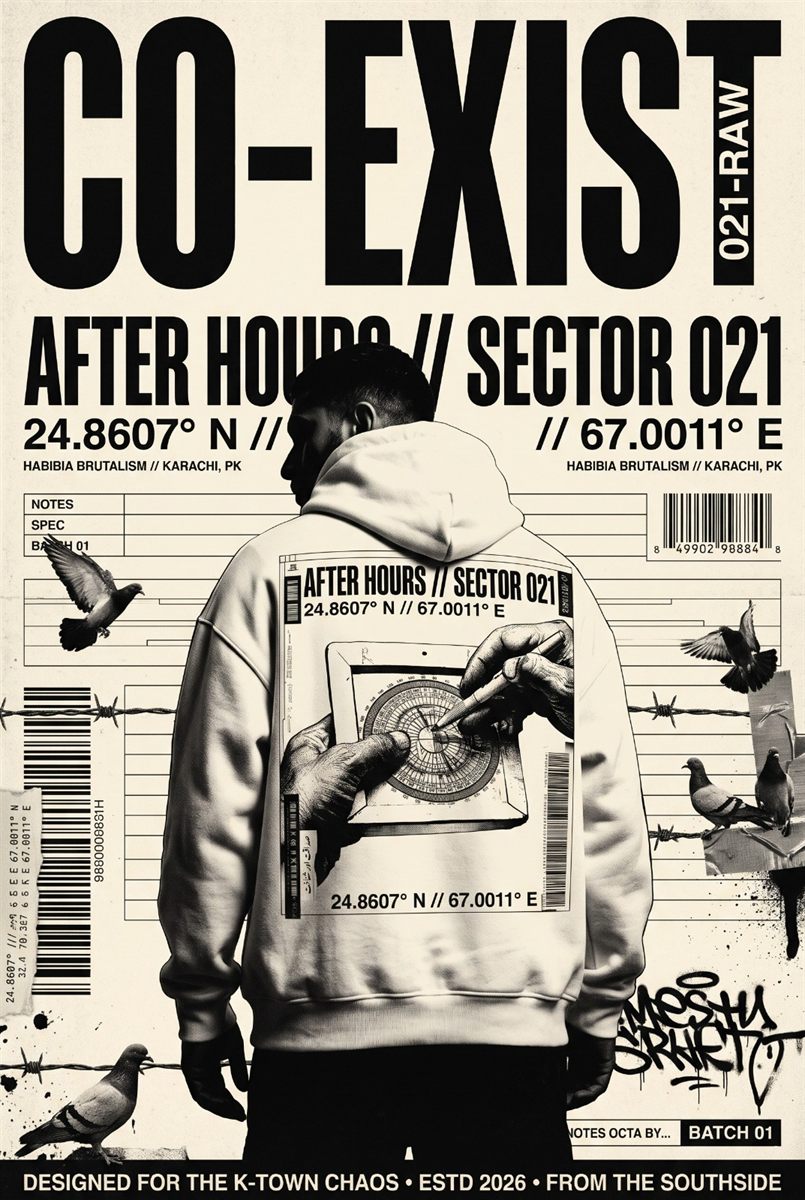 CO-EXIST
021-RAW
AFTER HOURS // SECTOR 021
24.8607° N // // 67.0011° E
HABIBIA BRUTALISM // KARACHI, PK
HABIBIA BRUTALISM // KARACHI, PK
NOTES
SPEC
BATCH 01
8 49902 98884 8
AFTER HOURS // SECTOR 021
24.8607° N // 67.0011° E
24.8607° N // 67.0011° E
9880008831H
NOTES OCTA BY...
BATCH 01
DESIGNED FOR THE K-TOWN CHAOS • ESTD 2026 • FROM THE SOUTHSIDE